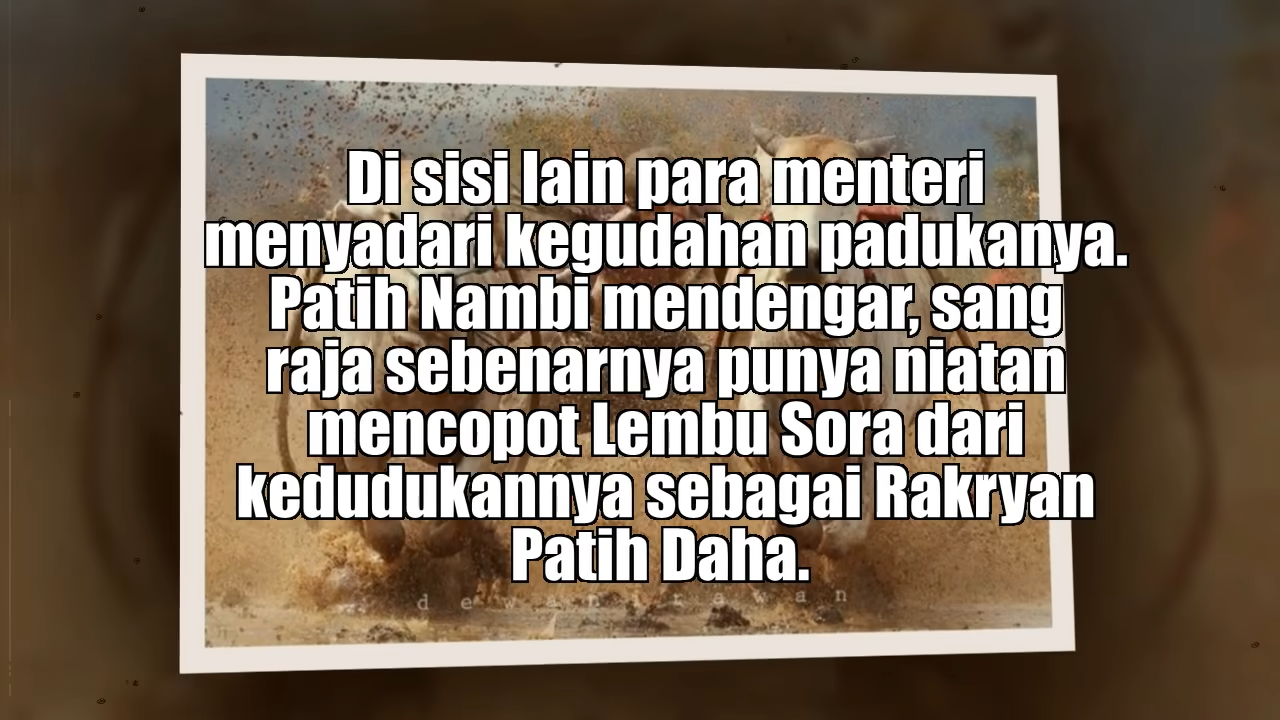 Di sisi lain para menteri
menyadari kegudahan padukanya.
Patih Nambi mendengar, sang
raja sebenarnya punya niatan
mencopot Lembu Sora dari
kedudukannya sebagai Rakryan
Patih Daha.